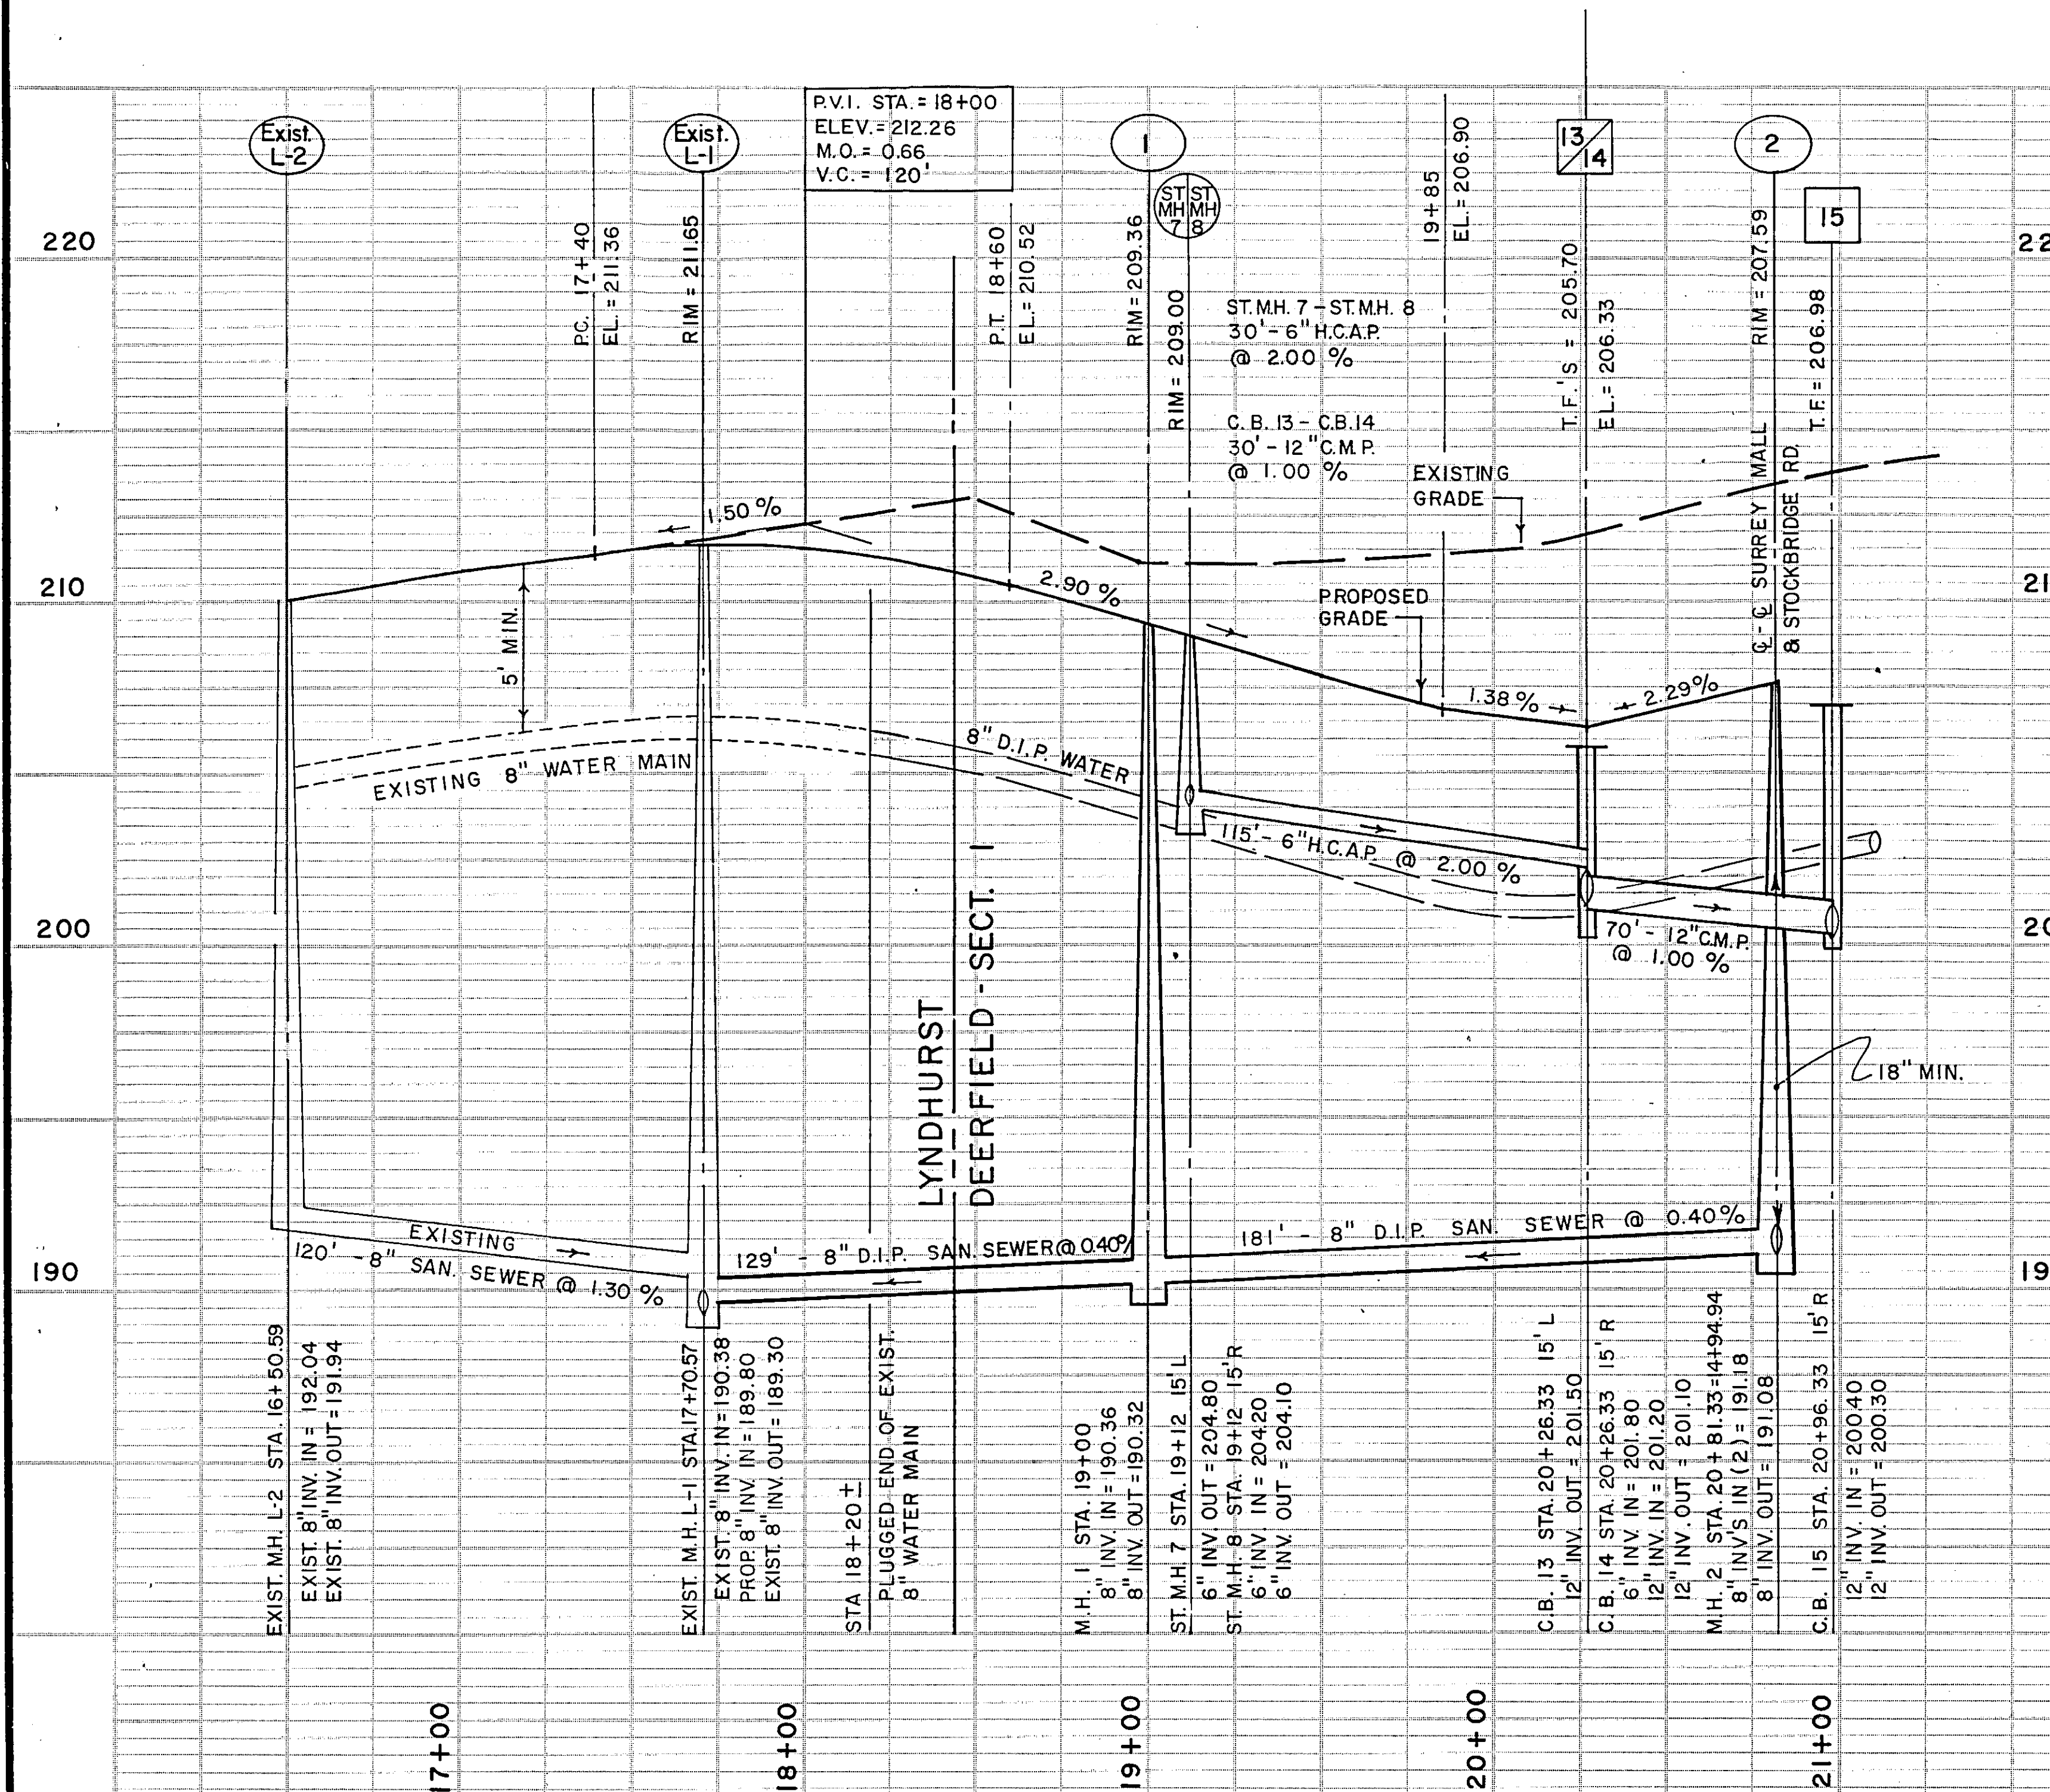 P.V.I. STA. = 18+00
ELEV. = 212.26
M.O. = 0.66
V.C. = 120'
Exist.
L-2
Exist.
L-1
1
ST MH 7
ST MH 8
13/14
2
15
220
22
P.C. 17+40
EL. = 211.36
RIM = 211.65
P.T. 18+60
EL. = 210.52
RIM = 209.36
RIM = 209.00
ST. M.H. 7 - ST. M.H. 8
30' - 6" H.C.A.P.
@ 2.00 %
C.B. 13 - C.B. 14
30' - 12" C.M.P.
@ 1.00 %
19+85
EL. = 206.90
T.F.'S = 205.70
EL. = 206.33
RIM = 207.59
℄ - ℄ SURREY MALL
& STOCKBRIDGE RD.
T.F. = 206.98
EXISTING
GRADE
1.50 %
210
21
5' MIN.
2.90 %
PROPOSED
GRADE
1.38 %
2.29%
8" D.I.P. WATER
EXISTING 8" WATER MAIN
115' - 6" H.C.A.P. @ 2.00 %
200
20
70' - 12" C.M.P.
@ 1.00 %
LYNDHURST
DEERFIELD - SECT. I
18" MIN.
EXISTING
120' - 8" SAN. SEWER @ 1.30 %
129' - 8" D.I.P. SAN. SEWER @ 0.40%
181' - 8" D.I.P. SAN. SEWER @ 0.40%
190
19
EXIST. M.H. L-2 STA. 16+50.59
EXIST. 8" INV. IN = 192.04
EXIST. 8" INV. OUT = 191.94
EXIST. M.H. L-1 STA. 17+70.57
EXIST. 8" INV. IN = 190.38
PROP. 8" INV. IN = 189.80
EXIST. 8" INV. OUT = 189.30
STA 18+20 ±
PLUGGED END OF EXIST.
8" WATER MAIN
M.H. 1 STA. 19+00
8" INV. IN = 190.36
8" INV. OUT = 190.32
ST. M.H. 7 STA. 19+12 15' L
6" INV. OUT = 204.80
ST. M.H. 8 STA. 19+12 15' R
6" INV. IN = 204.20
6" INV. OUT = 204.10
C.B. 13 STA. 20+26.33 15' L
12" INV. OUT = 201.50
C.B. 14 STA. 20+26.33 15' R
6" INV. IN = 201.80
12" INV. IN = 201.20
12" INV. OUT = 201.10
M.H. 2 STA. 20+81.33=14+94.94
8" INV'S IN (2) = 191.18
8" INV. OUT = 191.08
C.B. 15 STA. 20+96.33 15' R
12" INV. IN = 200.40
12" INV. OUT = 200.30
17+00
18+00
19+00
20+00
21+00